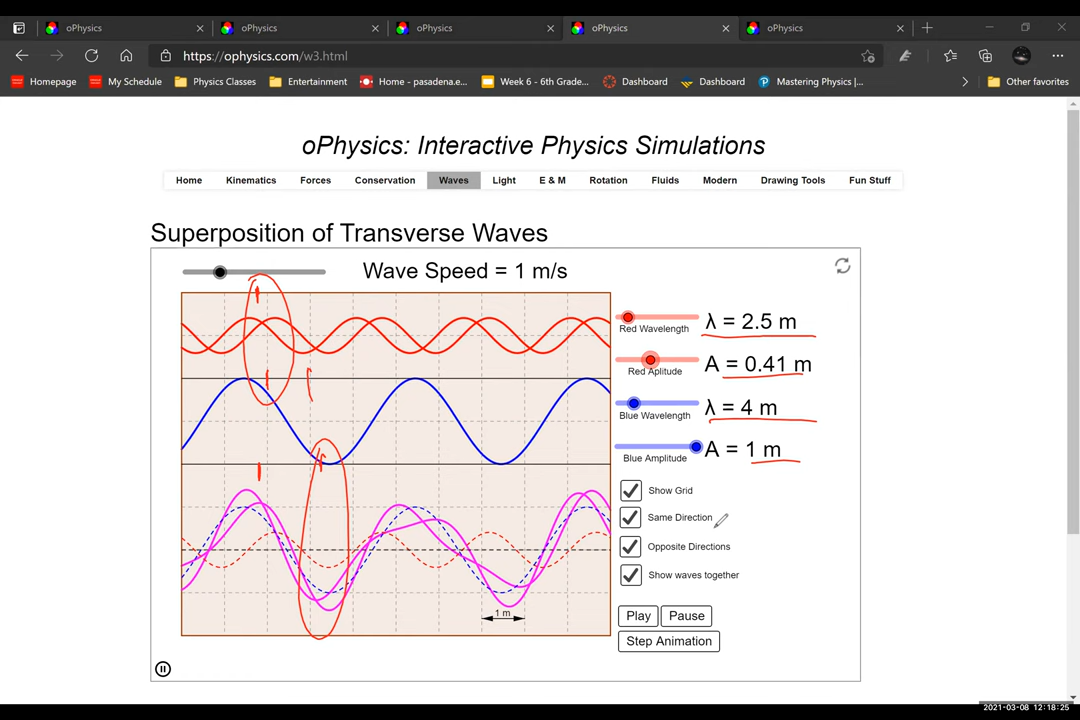 oPhysics
oPhysics
oPhysics
oPhysics
oPhysics
https://ophysics.com/w3.html
Homepage
My Schedule
Physics Classes
Entertainment
Home - pasadena.e...
Week 6 - 6th Grade...
Dashboard
Dashboard
Mastering Physics |...
Other favorites
oPhysics: Interactive Physics Simulations
Home Kinematics Forces Conservation Waves Light E & M Rotation Fluids Modern Drawing Tools Fun Stuff
Superposition of Transverse Waves
Wave Speed = 1 m/s
λ = 2.5 m
Red Wavelength
A = 0.41 m
Red Aplitude
λ = 4 m
Blue Wavelength
A = 1 m
Blue Amplitude
Show Grid
Same Direction
Opposite Directions
Show waves together
1 m
Play Pause
Step Animation
2021-03-08 12:18:25